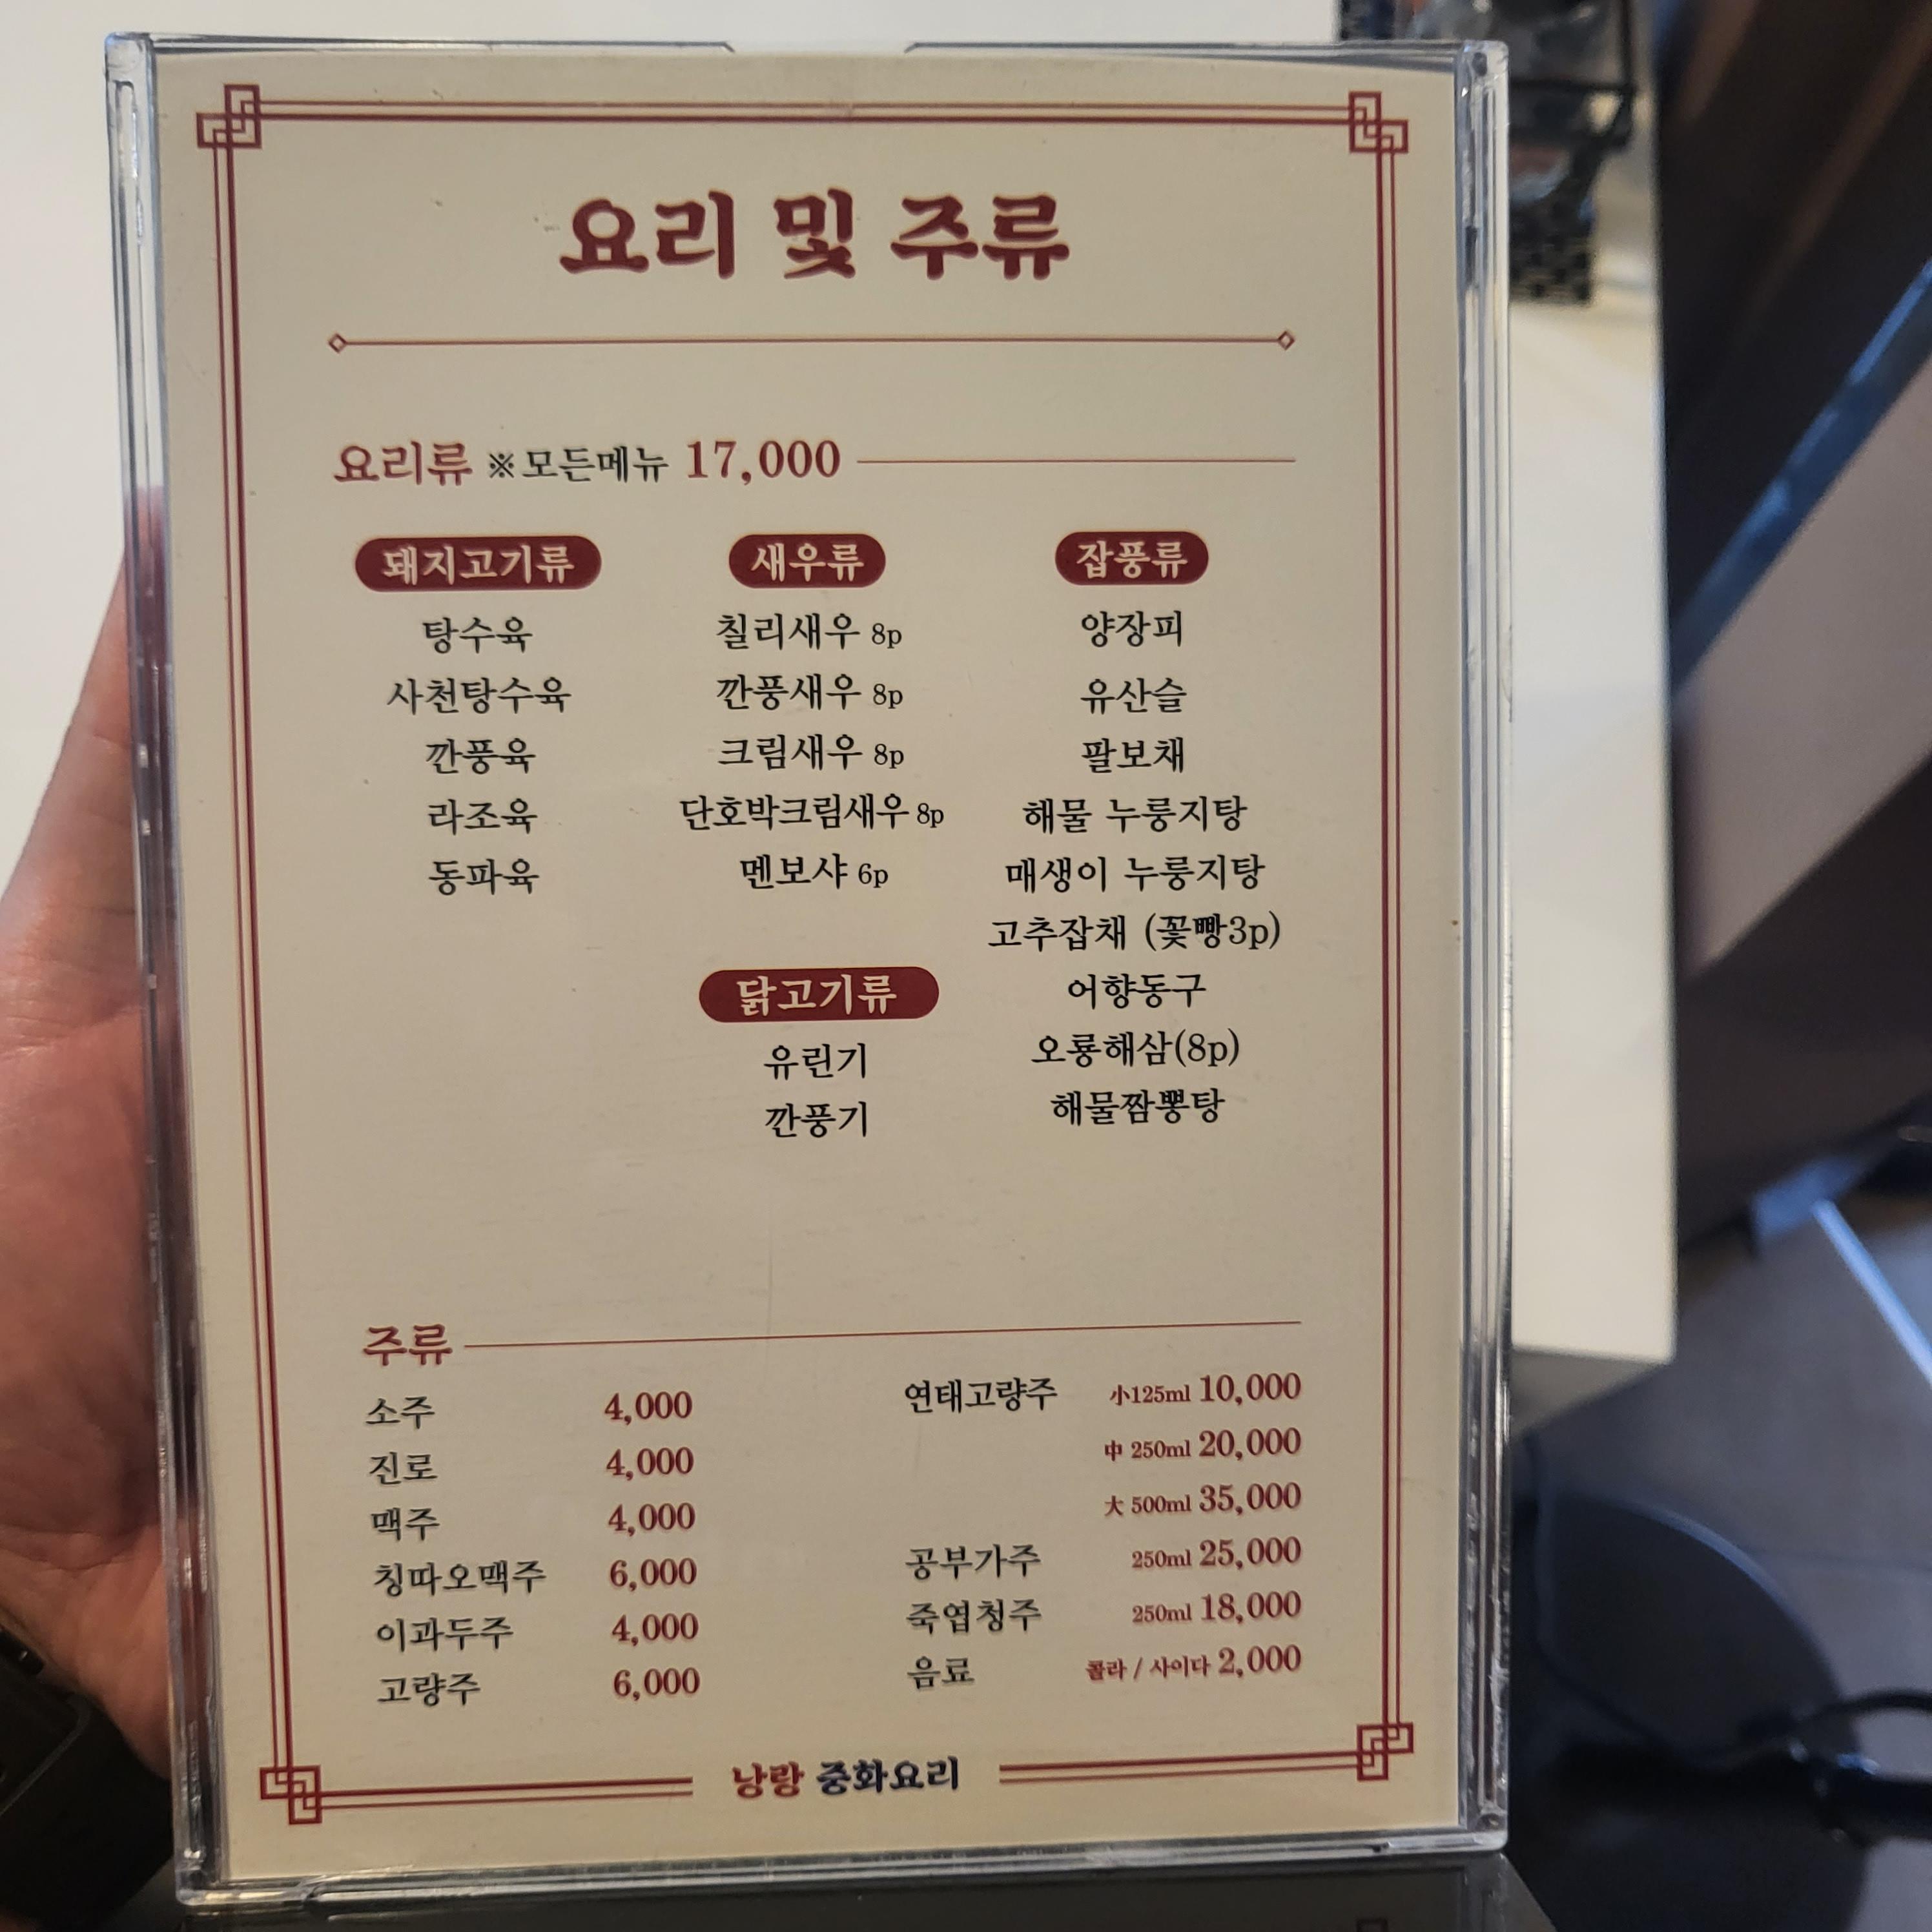 요리 및 주류
요리류 ※모든메뉴 17,000
돼지고기류
탕수육
사천탕수육
깐풍육
라조육
동파육
새우류
칠리새우 8p
깐풍새우 8p
크림새우 8p
단호박크림새우 8p
멘보샤 6p
닭고기류
유린기
깐풍기
잡풍류
양장피
유산슬
팔보채
해물 누룽지탕
매생이 누룽지탕
고추잡채 (꽃빵3p)
어향동구
오룡해삼(8p)
해물짬뽕탕
주류
소주 4,000
진로 4,000
맥주 4,000
칭따오맥주 6,000
이과두주 4,000
고량주 6,000
연태고량주 小125ml 10,000
中 250ml 20,000
大 500ml 35,000
공부가주 250ml 25,000
죽엽청주 250ml 18,000
음료 콜라 / 사이다 2,000
낭랑 중화요리